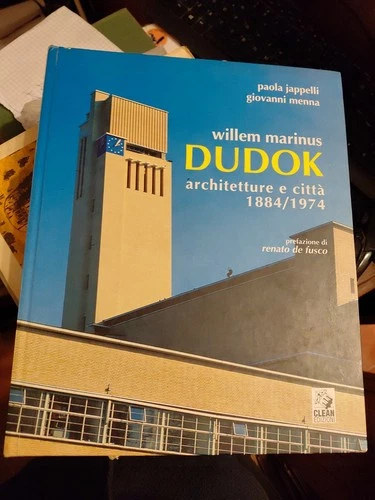 paola jappelli
giovanni menna
willem marinus
DUDOK
architetture e città
1884/1974
prefazione di
renato de fusco
CLEAN
EDIZIONI